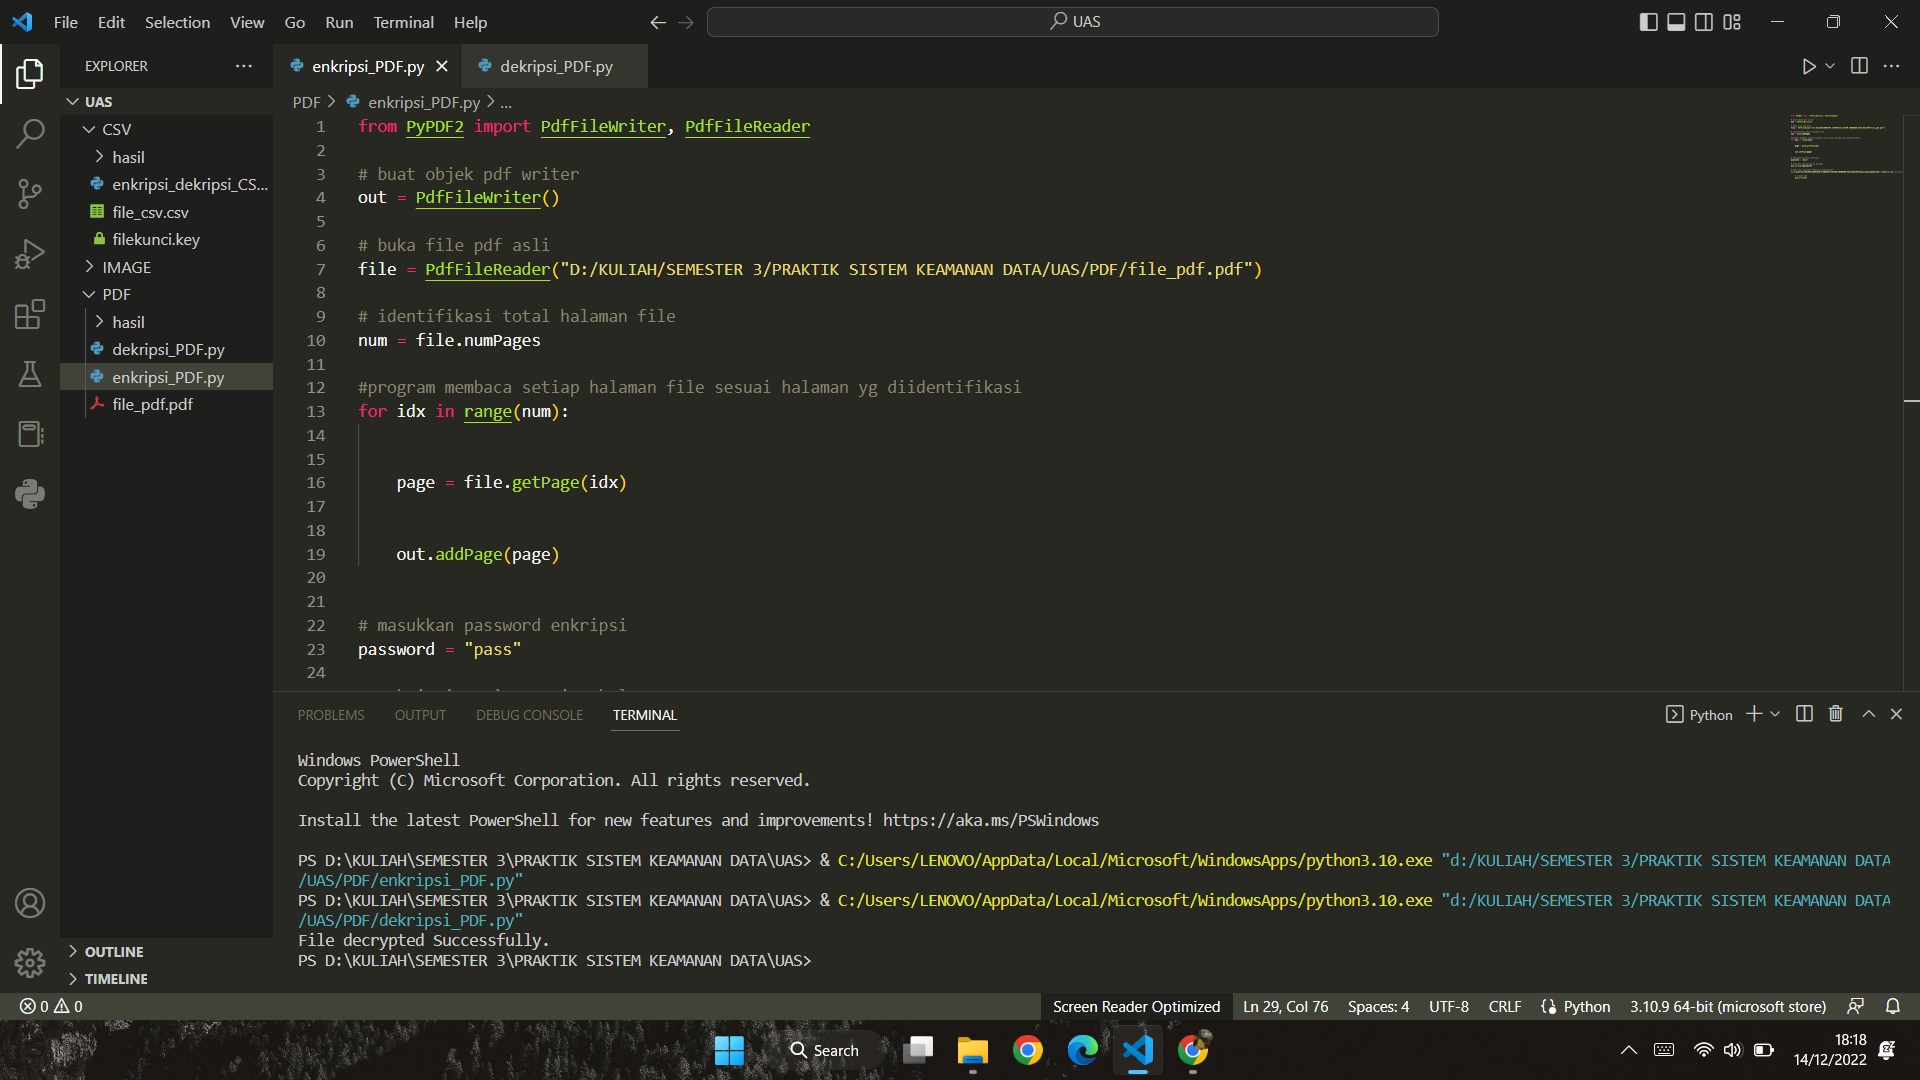 File Edit Selection View Go Run Terminal Help
UAS
EXPLORER
UAS
CSV
hasil
enkripsi_dekripsi_CS...
file_csv.csv
filekunci.key
IMAGE
PDF
hasil
dekripsi_PDF.py
enkripsi_PDF.py
file_pdf.pdf
OUTLINE
TIMELINE
enkripsi_PDF.py dekripsi_PDF.py
PDF > enkripsi_PDF.py > ...
1 from PyPDF2 import PdfFileWriter, PdfFileReader
2
3 # buat objek pdf writer
4 out = PdfFileWriter()
5
6 # buka file pdf asli
7 file = PdfFileReader("D:/KULIAH/SEMESTER 3/PRAKTIK SISTEM KEAMANAN DATA/UAS/PDF/file_pdf.pdf")
8
9 # identifikasi total halaman file
10 num = file.numPages
11
12 #program membaca setiap halaman file sesuai halaman yg diidentifikasi
13 for idx in range(num):
14
15
16 page = file.getPage(idx)
17
18
19 out.addPage(page)
20
21
22 # masukkan password enkripsi
23 password = "pass"
24
PROBLEMS OUTPUT DEBUG CONSOLE TERMINAL
Python
Windows PowerShell
Copyright (C) Microsoft Corporation. All rights reserved.
Install the latest PowerShell for new features and improvements! https://aka.ms/PSWindows
PS D:\KULIAH\SEMESTER 3\PRAKTIK SISTEM KEAMANAN DATA\UAS> & C:/Users/LENOVO/AppData/Local/Microsoft/WindowsApps/python3.10.exe "d:/KULIAH/SEMESTER 3/PRAKTIK SISTEM KEAMANAN DATA
/UAS/PDF/enkripsi_PDF.py"
PS D:\KULIAH\SEMESTER 3\PRAKTIK SISTEM KEAMANAN DATA\UAS> & C:/Users/LENOVO/AppData/Local/Microsoft/WindowsApps/python3.10.exe "d:/KULIAH/SEMESTER 3/PRAKTIK SISTEM KEAMANAN DATA
/UAS/PDF/dekripsi_PDF.py"
File decrypted Successfully.
PS D:\KULIAH\SEMESTER 3\PRAKTIK SISTEM KEAMANAN DATA\UAS>
0 0 Screen Reader Optimized Ln 29, Col 76 Spaces: 4 UTF-8 CRLF Python 3.10.9 64-bit (microsoft store)
Search
18:18
14/12/2022